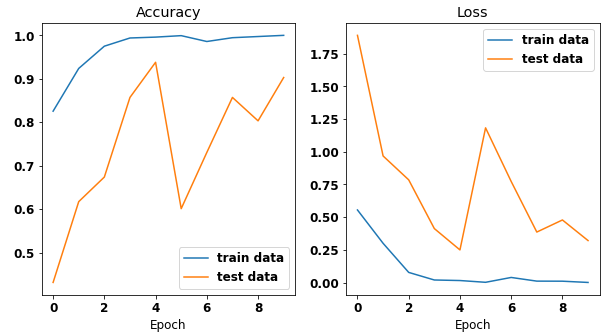 Accuracy
1.0
0.9
0.8
0.7
0.6
0.5
0 2 4 6 8
Epoch
train data
test data
Loss
1.75
1.50
1.25
1.00
0.75
0.50
0.25
0.00
0 2 4 6 8
Epoch
train data
test data